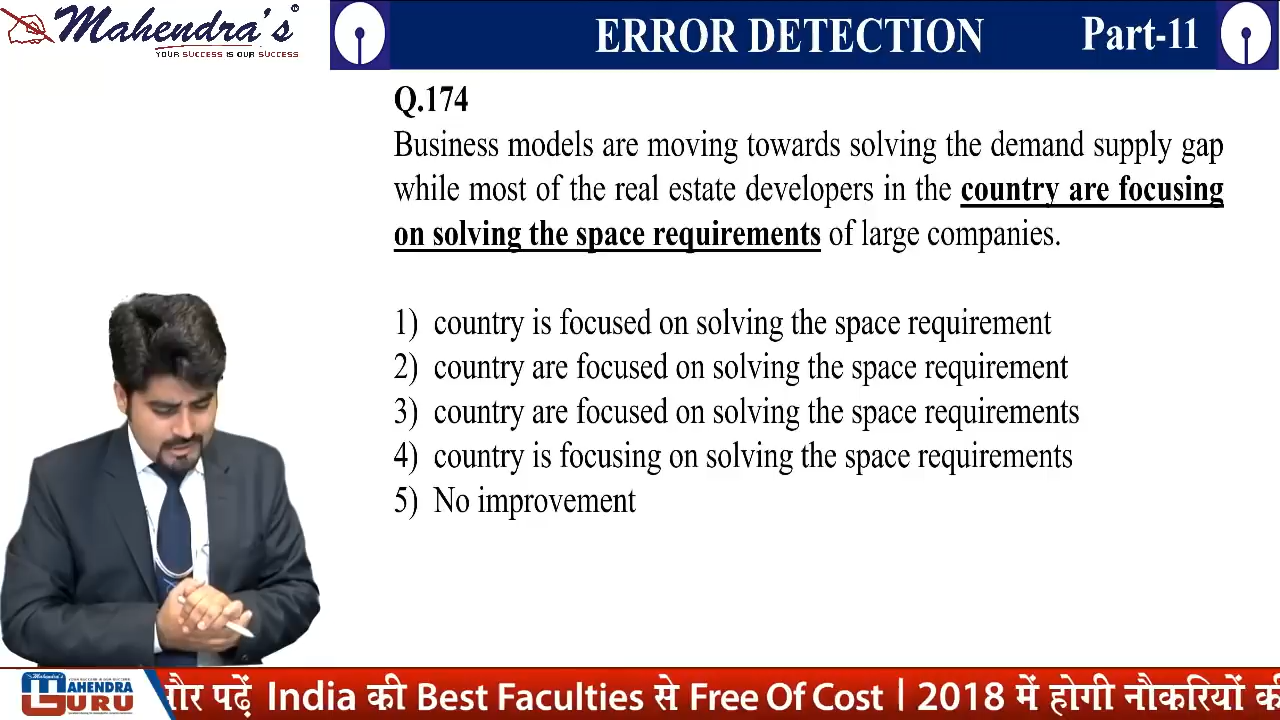 Mahendra's
YOUR SUCCESS IS OUR SUCCESS
ERROR DETECTION
Part-11
Q.174
Business models are moving towards solving the demand supply gap
while most of the real estate developers in the country are focusing
on solving the space requirements of large companies.
1) country is focused on solving the space requirement
2) country are focused on solving the space requirement
3) country are focused on solving the space requirements
4) country is focusing on solving the space requirements
5) No improvement
Mahendra's
MAHENDRA
GURU
और पढ़ें India की Best Faculties से Free Of Cost | 2018 में होगी नौकरियों की